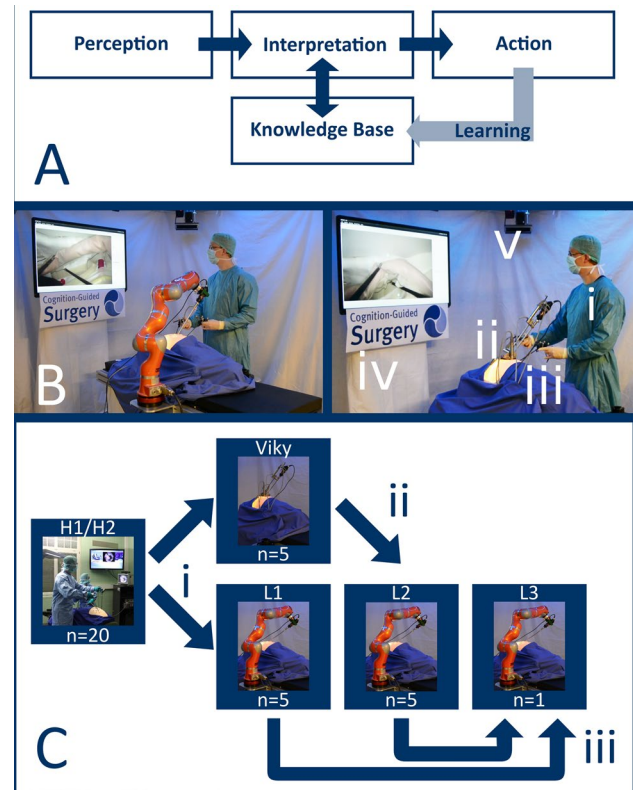 Perception
Interpretation
Action
Knowledge Base
Learning
A
Cognition-Guided
Surgery
B
Cognition-Guided
Surgery
i
ii
iii
iv
v
C
H1/H2
n=20
i
Viky
n=5
ii
L1
n=5
L2
n=5
L3
n=1
iii